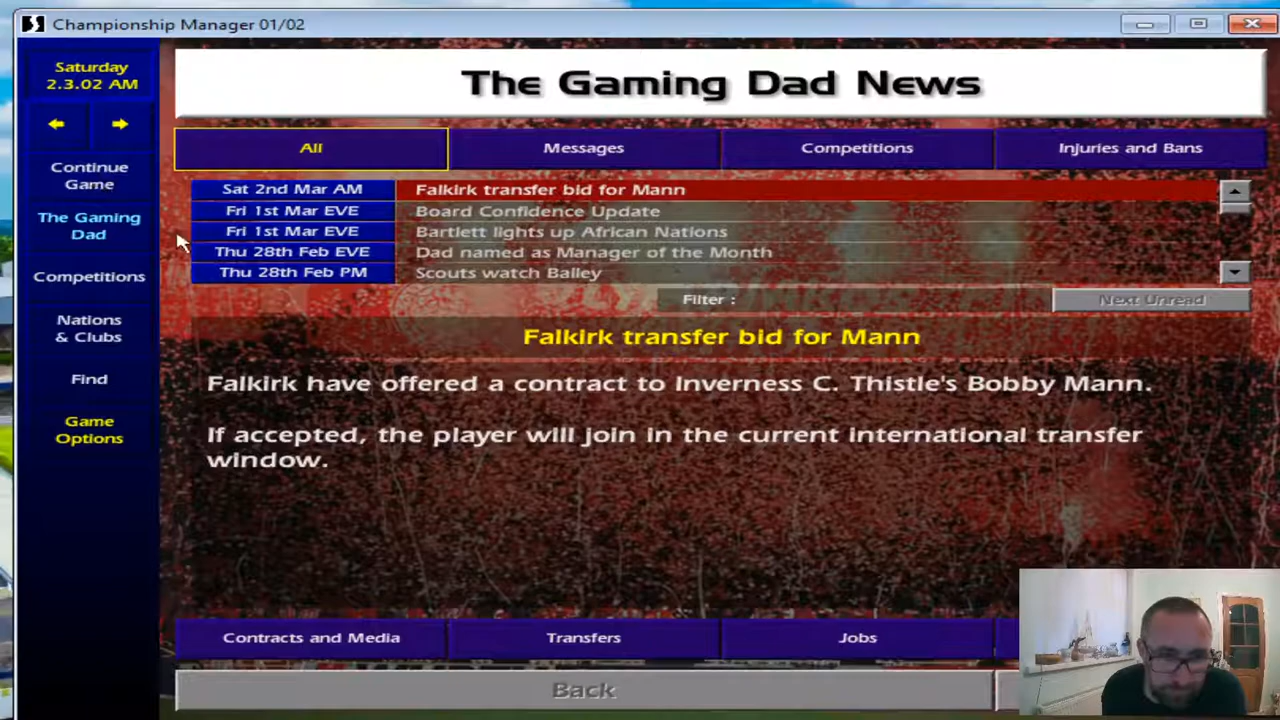 Championship Manager 01/02
Saturday
2.3.02 AM
The Gaming Dad News
All
Messages
Competitions
Injuries and Bans
Continue
Game
The Gaming
Dad
Competitions
Nations
& Clubs
Find
Game
Options
Sat 2nd Mar AM Falkirk transfer bid for Mann
Fri 1st Mar EVE Board Confidence Update
Fri 1st Mar EVE Bartlett lights up African Nations
Thu 28th Feb EVE Dad named as Manager of the Month
Thu 28th Feb PM Scouts watch Bailey
Filter :
Next Unread
Falkirk transfer bid for Mann
Falkirk have offered a contract to Inverness C. Thistle's Bobby Mann.
If accepted, the player will join in the current international transfer
window.
Contracts and Media
Transfers
Jobs
Back